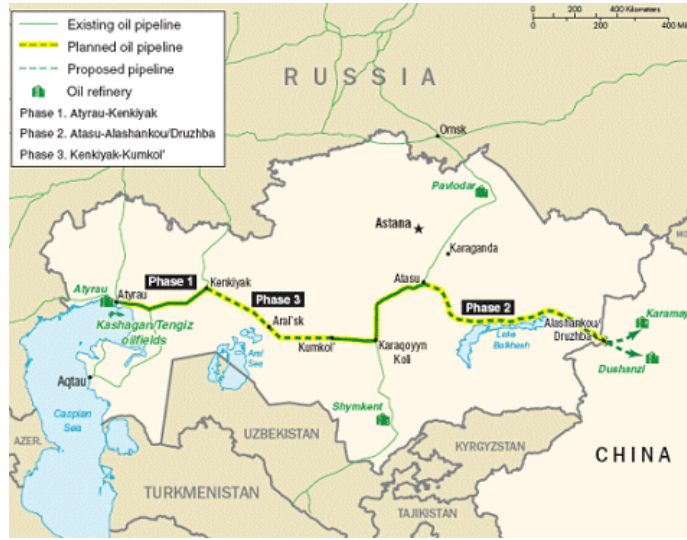 Existing oil pipeline
Planned oil pipeline
Proposed pipeline
Oil refinery
Phase 1. Atyrau-Kenkiyak
Phase 2. Atasu-Alashankou/Druzhba
Phase 3. Kenkiyak-Kumkol'
0
200
400 Kilometers
0
200
RUSSIA
Omsk
Pavlodar
Astana
Karaganda
Atasu
Phase 1
Kenkiyak
Atyrau
Atyrau
Phase 3
Phase 2
Kashagan/Tengiz
oilfields
Aral'sk
Alashankou/
Druzhba
Karamay
Kumkol'
Karaqoyyn
Koli
Lake
Balkhash
Aral
Sea
Dushanzi
Aqtau
Caspian
Sea
Shymkent
AZER.
UZBEKISTAN
KYRGYZSTAN
CHINA
TURKMENISTAN
TAJIKISTAN